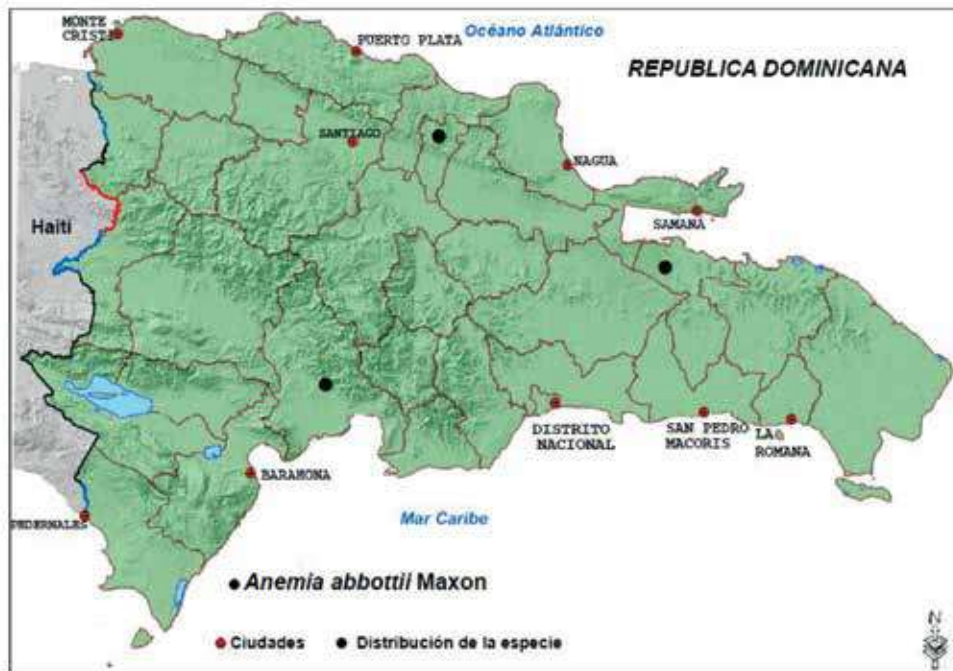 MONTE
CRISTI
PUERTO PLATA
Océano Atlántico
REPUBLICA DOMINICANA
SANTIAGO
NAGUA
Haití
SAMANA
DISTRITO
NACIONAL
SAN PEDRO
MACORIS
LA
ROMANA
BARAHONA
PEDERNALES
Mar Caribe
Anemia abbottii Maxon
Ciudades
Distribución de la especie
N